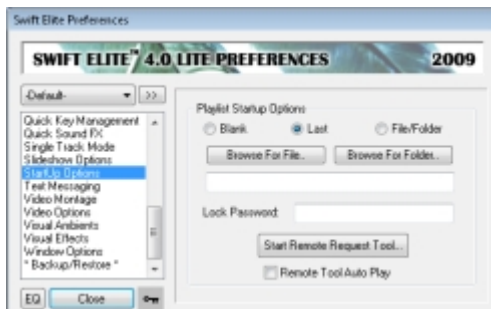 Swift Elite Preferences
SWIFT ELITE™ 4.0 LITE PREFERENCES 2009
-Default- >>
Quick Key Management
Quick Sound FX
Single Track Mode
Slideshow Options
StartUp Options
Text Messaging
Video Montage
Video Options
Visual Ambients
Visual Effects
Window Options
* Backup/Restore *
EQ Close
Playlist Startup Options
Blank Last File/Folder
Browse For File.. Browse For Folder..
Lock Password:
Start Remote Request Tool...
Remote Tool Auto Play